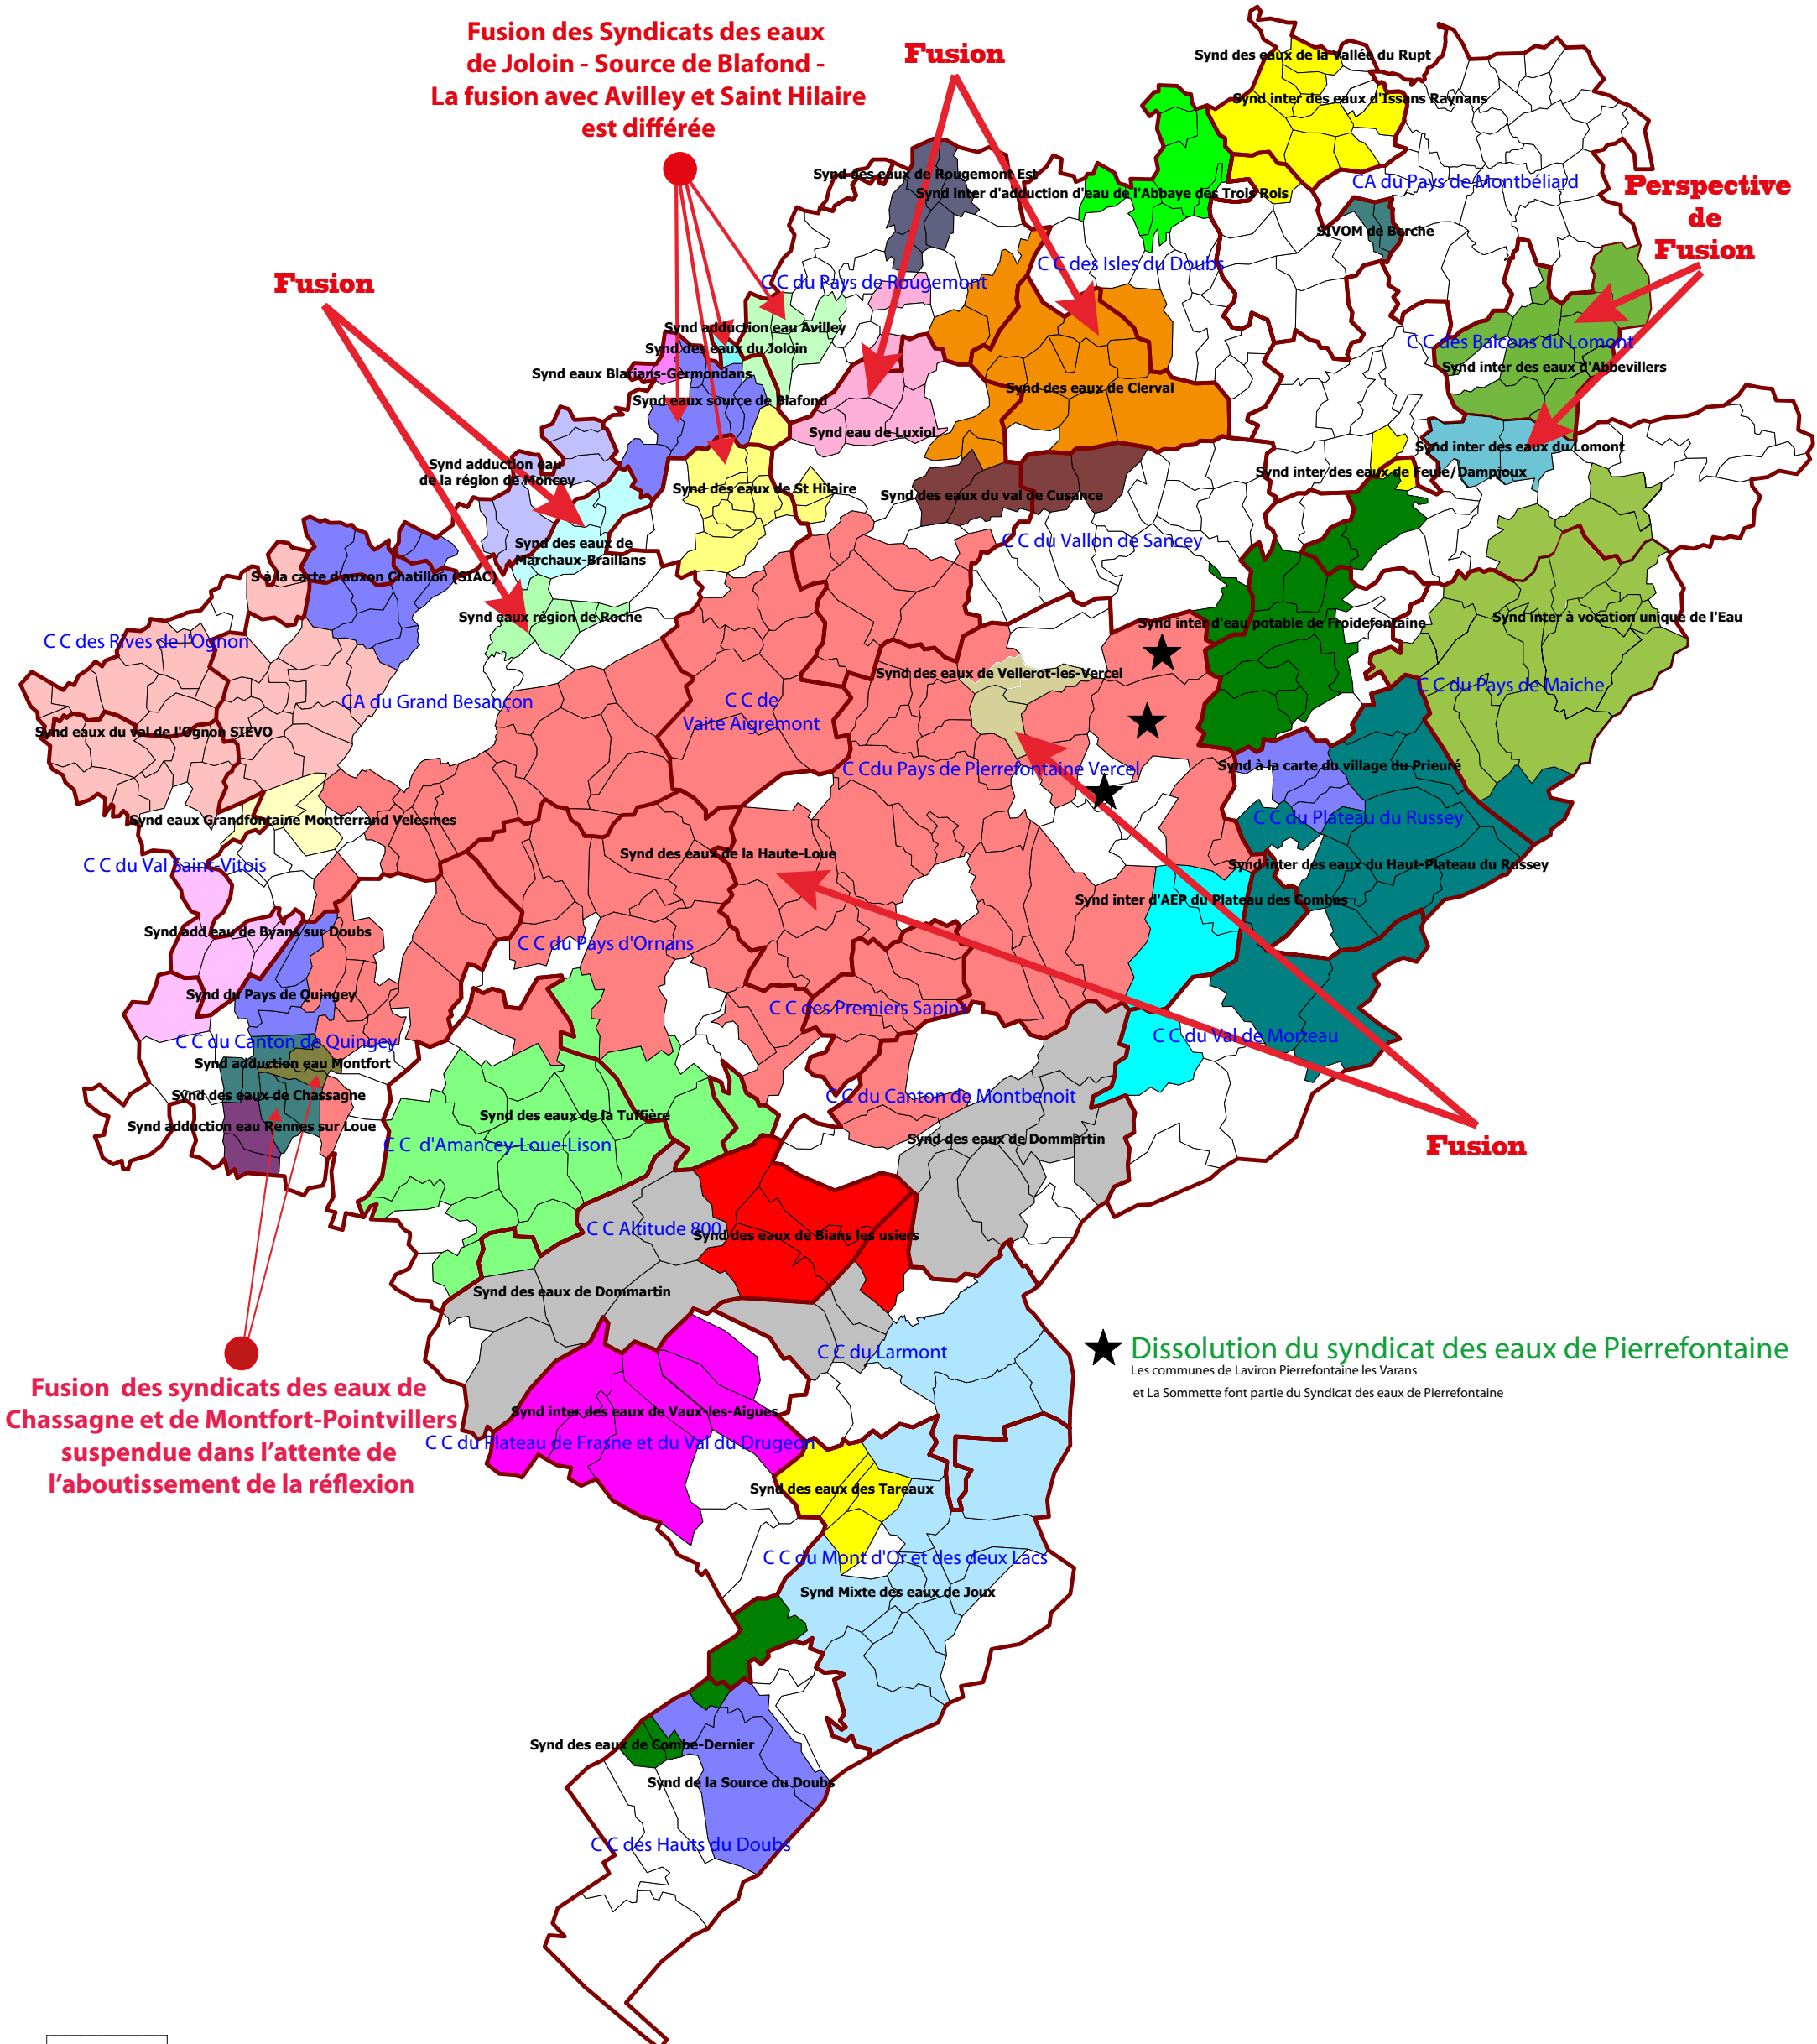 Fusion des Syndicats des eaux
de Joloin - Source de Blafond -
La fusion avec Avilley et Saint Hilaire
est différée
Fusion
Synd des eaux de la Vallée du Rupt
Synd inter des eaux d'Issans Raynans
Synd des eaux de Rougemont Est
Synd inter d'adduction d'eau de l'Abbaye des Trois Rois
CA du Pays de Montbéliard
Perspective
de
Fusion
SIVOM de Berche
C C des Isles du Doubs
C C du Pays de Rougemont
Fusion
Synd adduction eau Avilley
Synd des eaux du Joloin
C C des Balcons du Lomont
Synd inter des eaux d'Abbevillers
Synd eaux Blarians-Germondans
Synd des eaux de Clerval
Synd eaux source de Blafond
Synd eau de Luxiol
Synd inter des eaux du Lomont
Synd adduction eau
de la région de Moncey
Synd inter des eaux de Feule/Dampjoux
Synd des eaux de St Hilaire
Synd des eaux du val de Cusance
C C du Vallon de Sancey
Synd des eaux de
Marchaux-Braillans
S à la carte d'auxon Chatillon (SIAC)
Synd eaux région de Roche
Synd inter à vocation unique de l'Eau
Synd inter d'eau potable de Froidefontaine
C C des Rives de l'Ognon
Synd des eaux de Vellerot-les-Vercel
C C du Pays de Maiche
CA du Grand Besançon
C C de
Vaite Aigremont
Synd eaux du val de l'Ognon SIEVO
C Cdu Pays de Pierrefontaine Vercel
Synd à la carte du village du Prieuré
C C du Plateau du Russey
Synd eaux Grandfontaine Montferrand Velesmes
Synd des eaux de la Haute-Loue
C C du Val Saint-Vitois
Synd inter des eaux du Haut-Plateau du Russey
Synd inter d'AEP du Plateau des Combes
Synd add eau de Byans sur Doubs
C C du Pays d'Ornans
Synd du Pays de Quingey
C C des Premiers Sapins
C C du Val de Morteau
C C du Canton de Quingey
Synd adduction eau Montfort
Synd des eaux de Chassagne
C C du Canton de Montbenoit
Synd des eaux de la Tuffière
Synd adduction eau Rennes sur Loue
Synd des eaux de Dommartin
C C d'Amancey-Loue-Lison
Fusion
C C Altitude 800
Synd des eaux de Bians les usiers
Synd des eaux de Dommartin
C C du Larmont
Dissolution du syndicat des eaux de Pierrefontaine
Les communes de Laviron Pierrefontaine les Varans
et La Sommette font partie du Syndicat des eaux de Pierrefontaine
Fusion des syndicats des eaux de
Chassagne et de Montfort-Pointvillers
suspendue dans l'attente de
l'aboutissement de la réflexion
Synd inter des eaux de Vaux-les-Aigues
C C du Plateau de Frasne et du Val du Drugeon
Synd des eaux des Tareaux
C C du Mont d'Or et des deux Lacs
Synd Mixte des eaux de Joux
Synd des eaux de Combe-Dernier
Synd de la Source du Doubs
C C des Hauts du Doubs